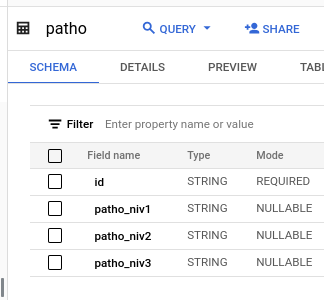 patho QUERY SHARE
SCHEMA DETAILS PREVIEW TABL
Filter Enter property name or value
Field name Type Mode
id STRING REQUIRED
patho_niv1 STRING NULLABLE
patho_niv2 STRING NULLABLE
patho_niv3 STRING NULLABLE